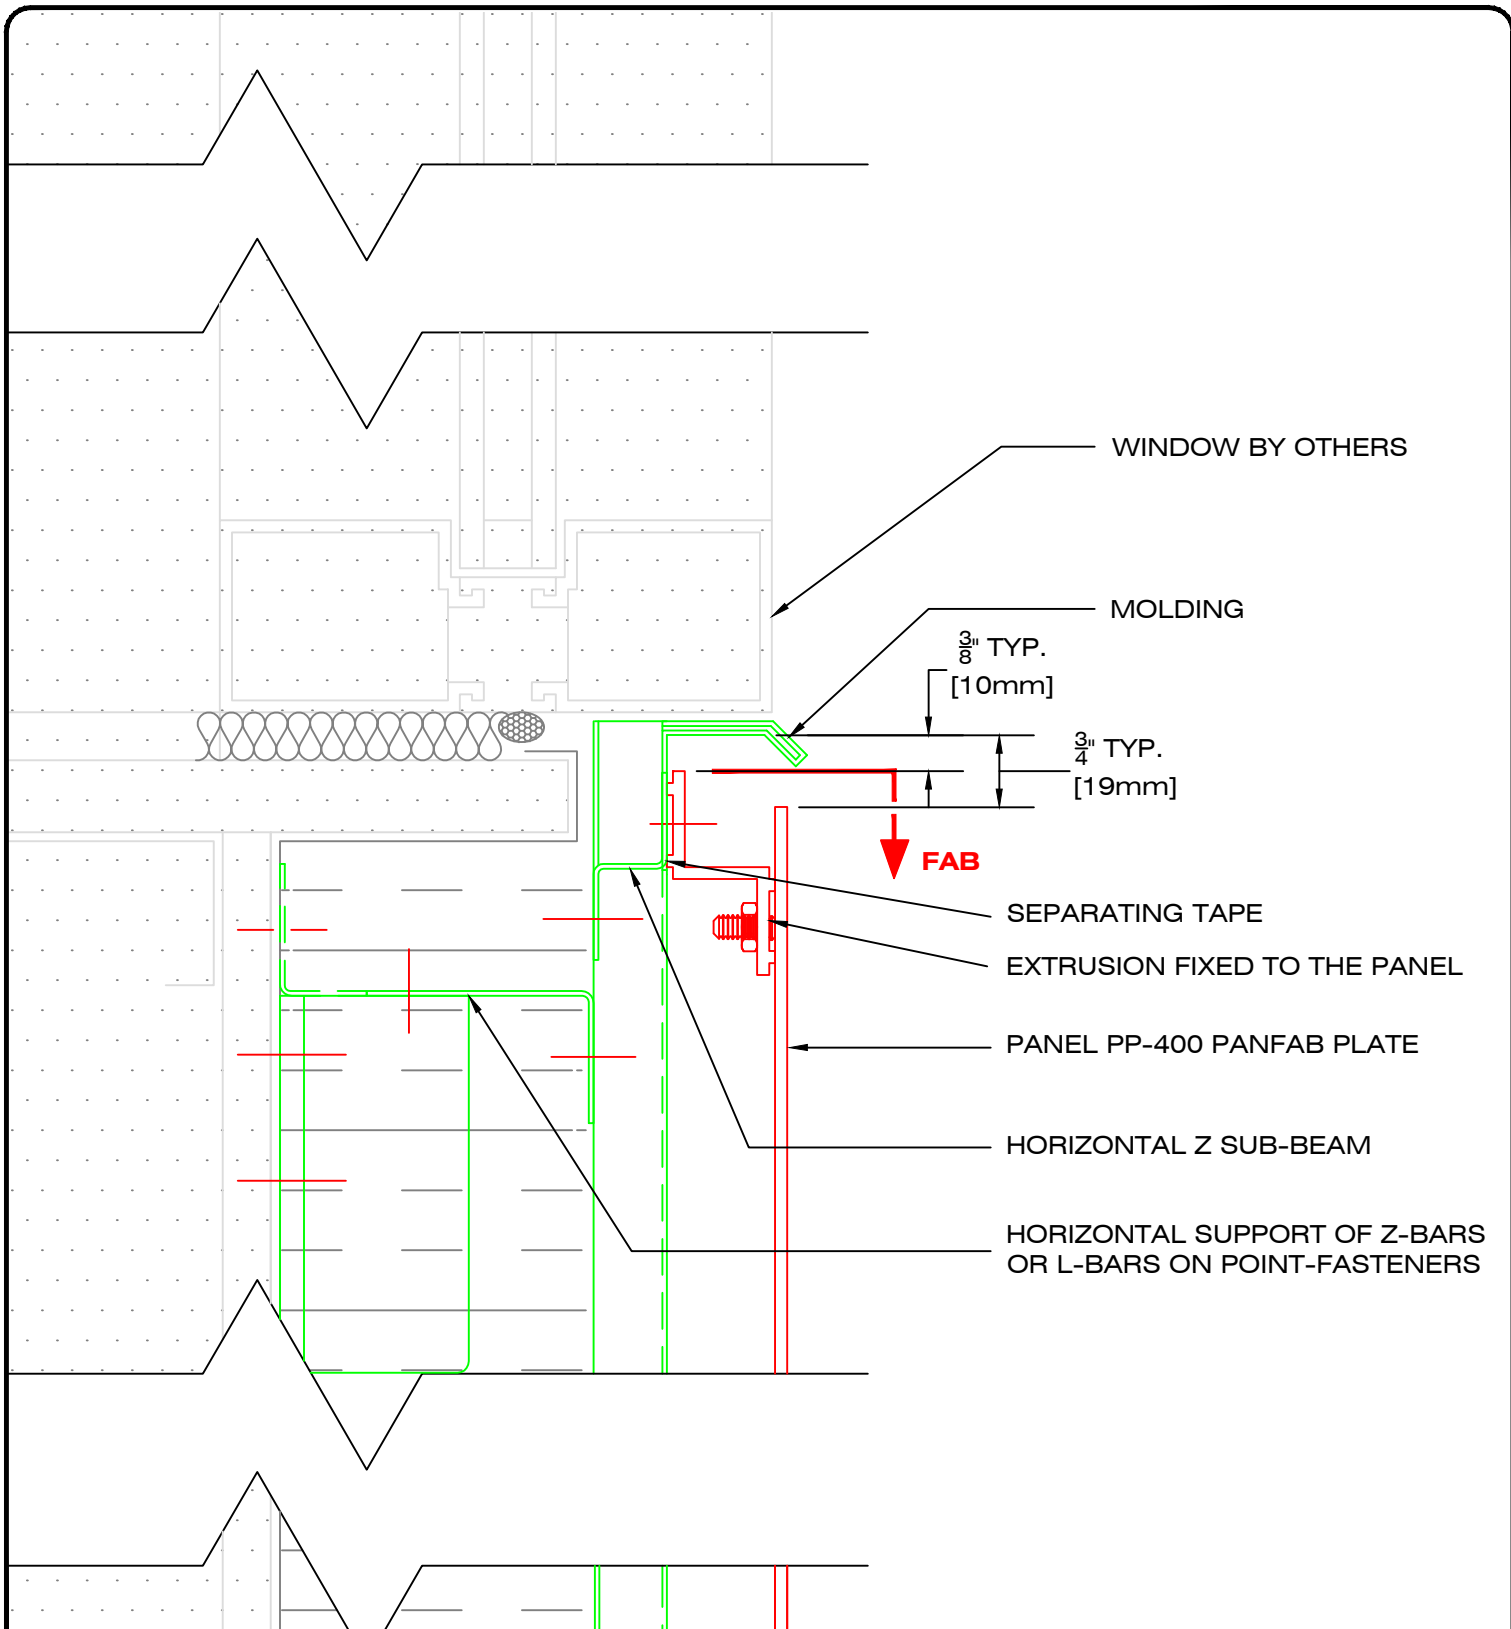 WINDOW BY OTHERS
MOLDING
3/8" TYP.
[10mm]
3/4" TYP.
[19mm]
FAB
SEPARATING TAPE
EXTRUSION FIXED TO THE PANEL
PANEL PP-400 PANFAB PLATE
HORIZONTAL Z SUB-BEAM
HORIZONTAL SUPPORT OF Z-BARS
OR L-BARS ON POINT-FASTENERS